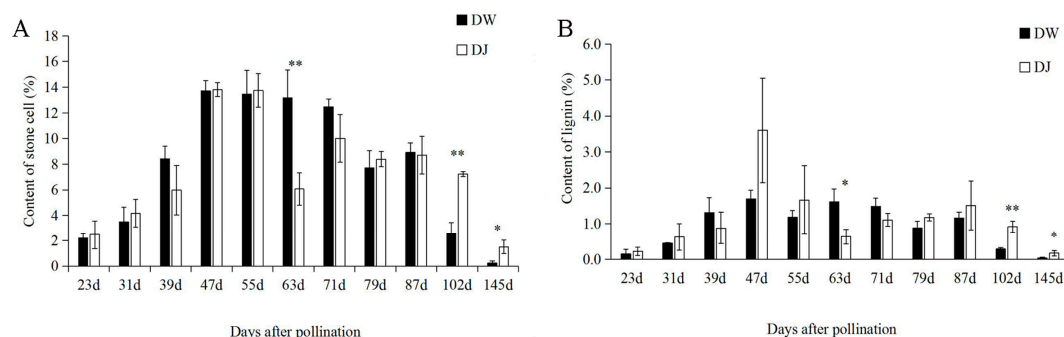 A
DW
DJ
Content of stone cell (%)
18
16
14
12
10
8
6
4
2
0
**
**
*
23d 31d 39d 47d 55d 63d 71d 79d 87d 102d 145d
Days after pollination
B
DW
DJ
Content of lignin (%)
6.0
5.0
4.0
3.0
2.0
1.0
0.0
*
**
*
23d 31d 39d 47d 55d 63d 71d 79d 87d 102d 145d
Days after pollination